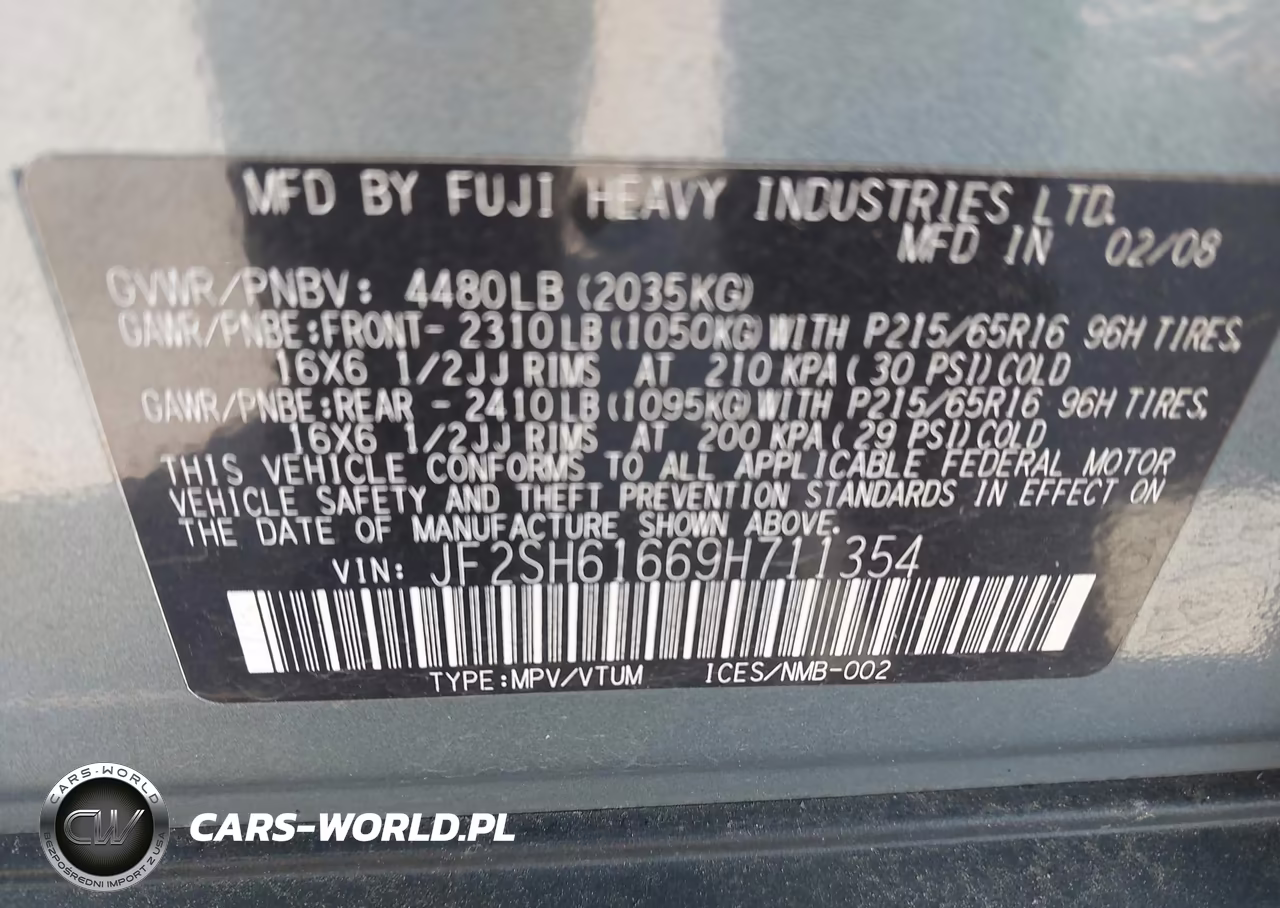 MFD BY FUJI HEAVY INDUSTRIES LTD.
MFD IN 02/08
GVWR/PNBV: 4480LB(2035KG)
GAWR/PNBE:FRONT-2310LB(1050KG)WITH P215/65R16 96H TIRES.
16X6 1/2JJ RIMS AT 210 KPA(30 PSI)COLD
GAWR/PNBE:REAR -2410LB(1095KG)WITH P215/65R16 96H TIRES.
16X6 1/2JJ RIMS AT 200 KPA(29 PSI)COLD
THIS VEHICLE CONFORMS TO ALL APPLICABLE FEDERAL MOTOR
VEHICLE SAFETY AND THEFT PREVENTION STANDARDS IN EFFECT ON
THE DATE OF MANUFACTURE SHOWN ABOVE.
VIN: JF2SH61669H711354
TYPE:MPV/VTUM ICES/NMB-002
CARS-WORLD
CW
BEZPOŚREDNI IMPORT Z USA
CARS-WORLD.PL